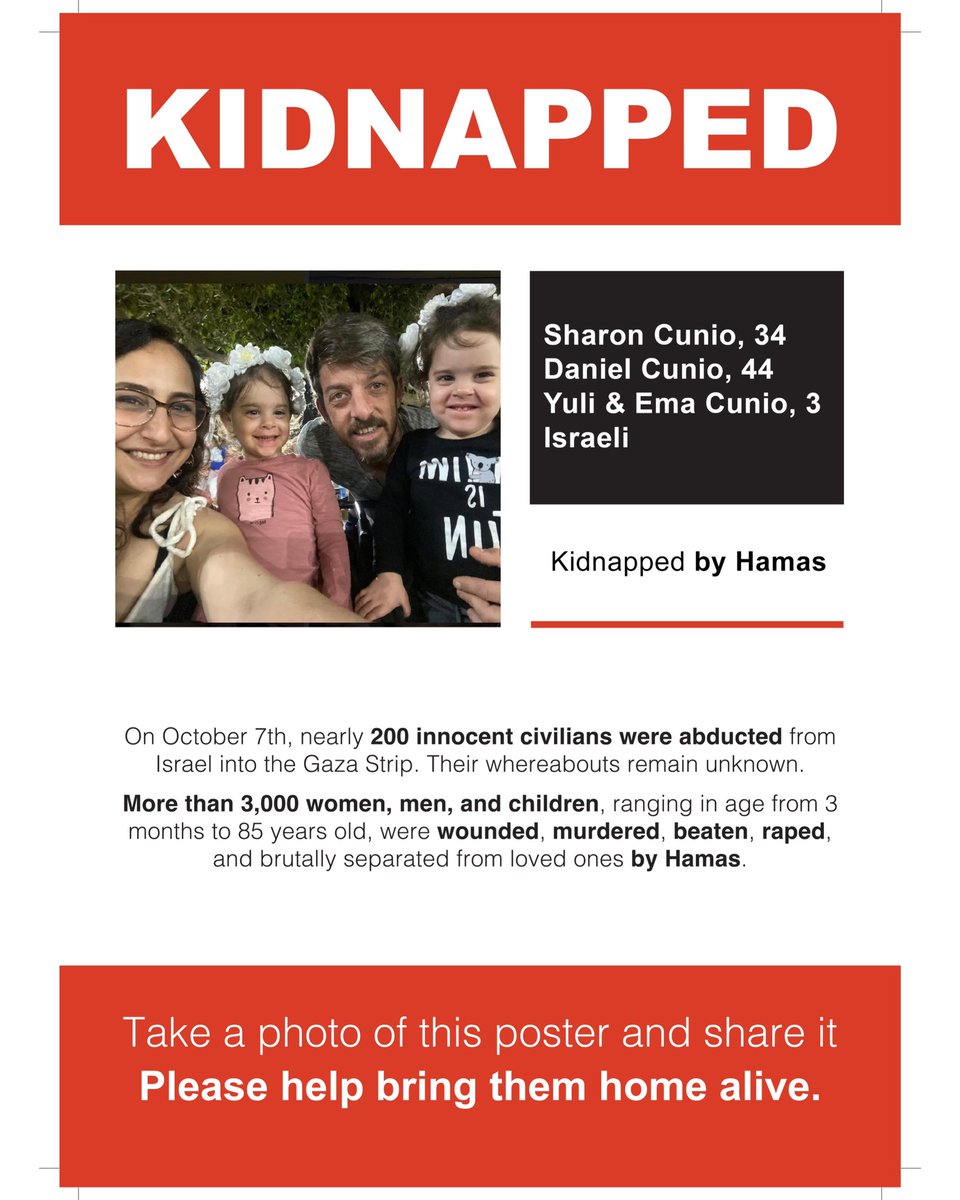 KIDNAPPED
Sharon Cunio, 34
Daniel Cunio, 44
Yuli & Ema Cunio, 3
Israeli
Kidnapped by Hamas
On October 7th, nearly 200 innocent civilians were abducted from
Israel into the Gaza Strip. Their whereabouts remain unknown.
More than 3,000 women, men, and children, ranging in age from 3
months to 85 years old, were wounded, murdered, beaten, raped,
and brutally separated from loved ones by Hamas.
Take a photo of this poster and share it
Please help bring them home alive.